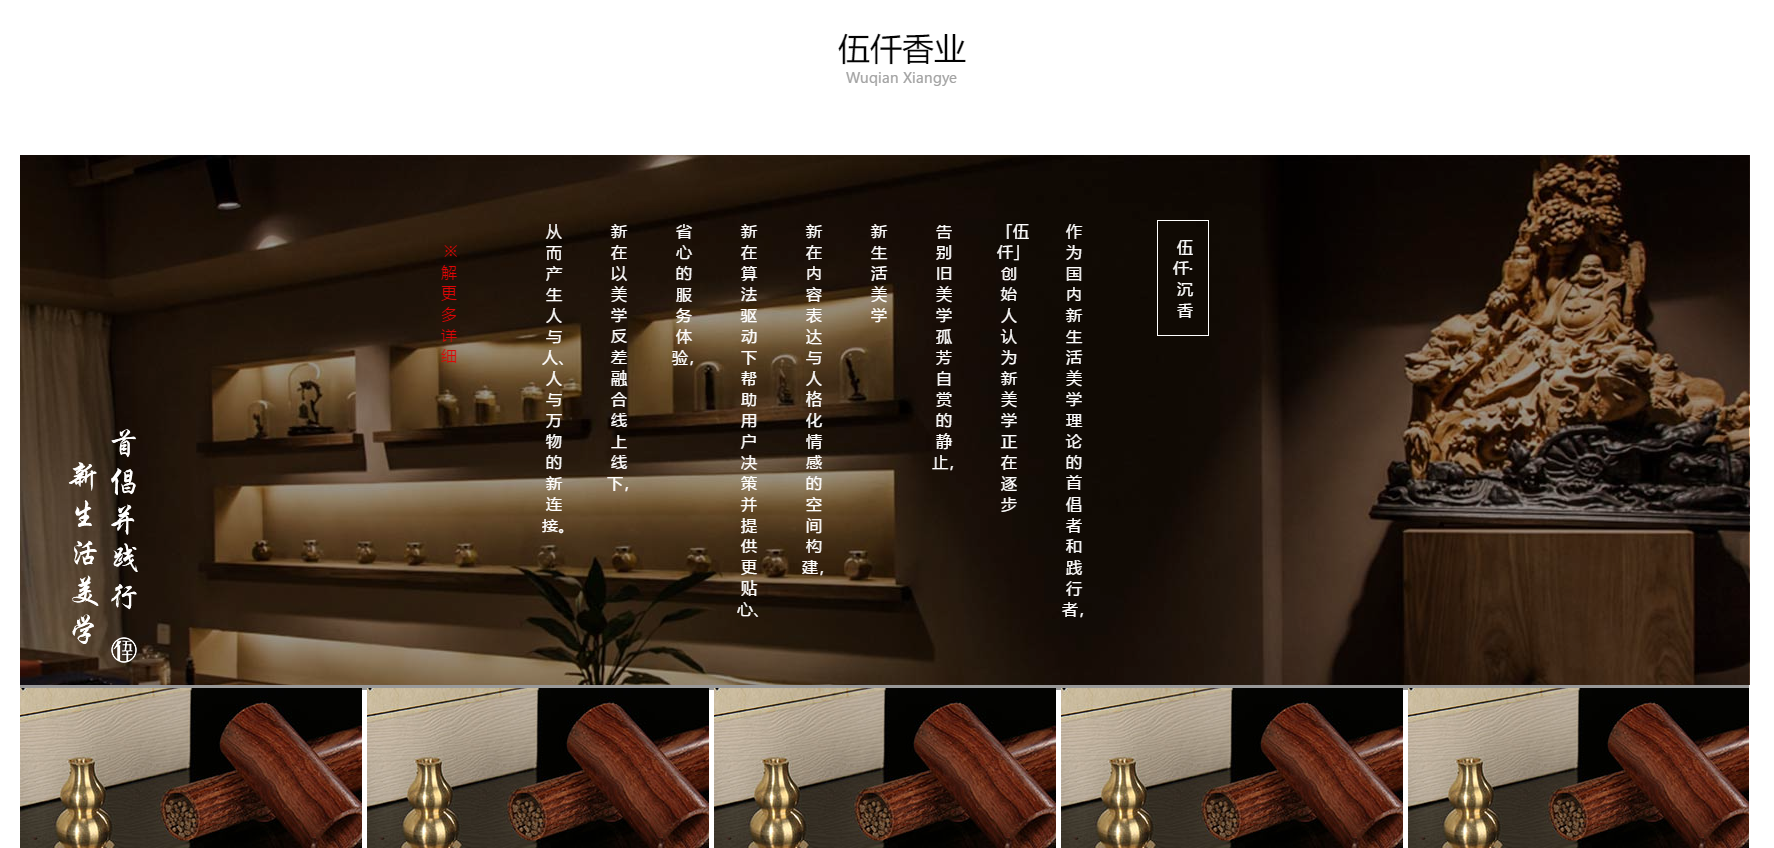 伍仟香业
Wuqian Xiangye
伍仟·沉香
作为国内新生活美学理论的首倡者和践行者,
「伍仟」创始人认为新美学正在逐步
告别旧美学孤芳自赏的静止,
新生活美学
新在内容表达与人格化情感的空间构建,
新在算法驱动下帮助用户决策并提供更贴心、
省心的服务体验,
新在以美学反差融合线上线下,
从而产生人与人、人与万物的新连接。
※解更多详细
首倡并践行
新生活美学
伍仟